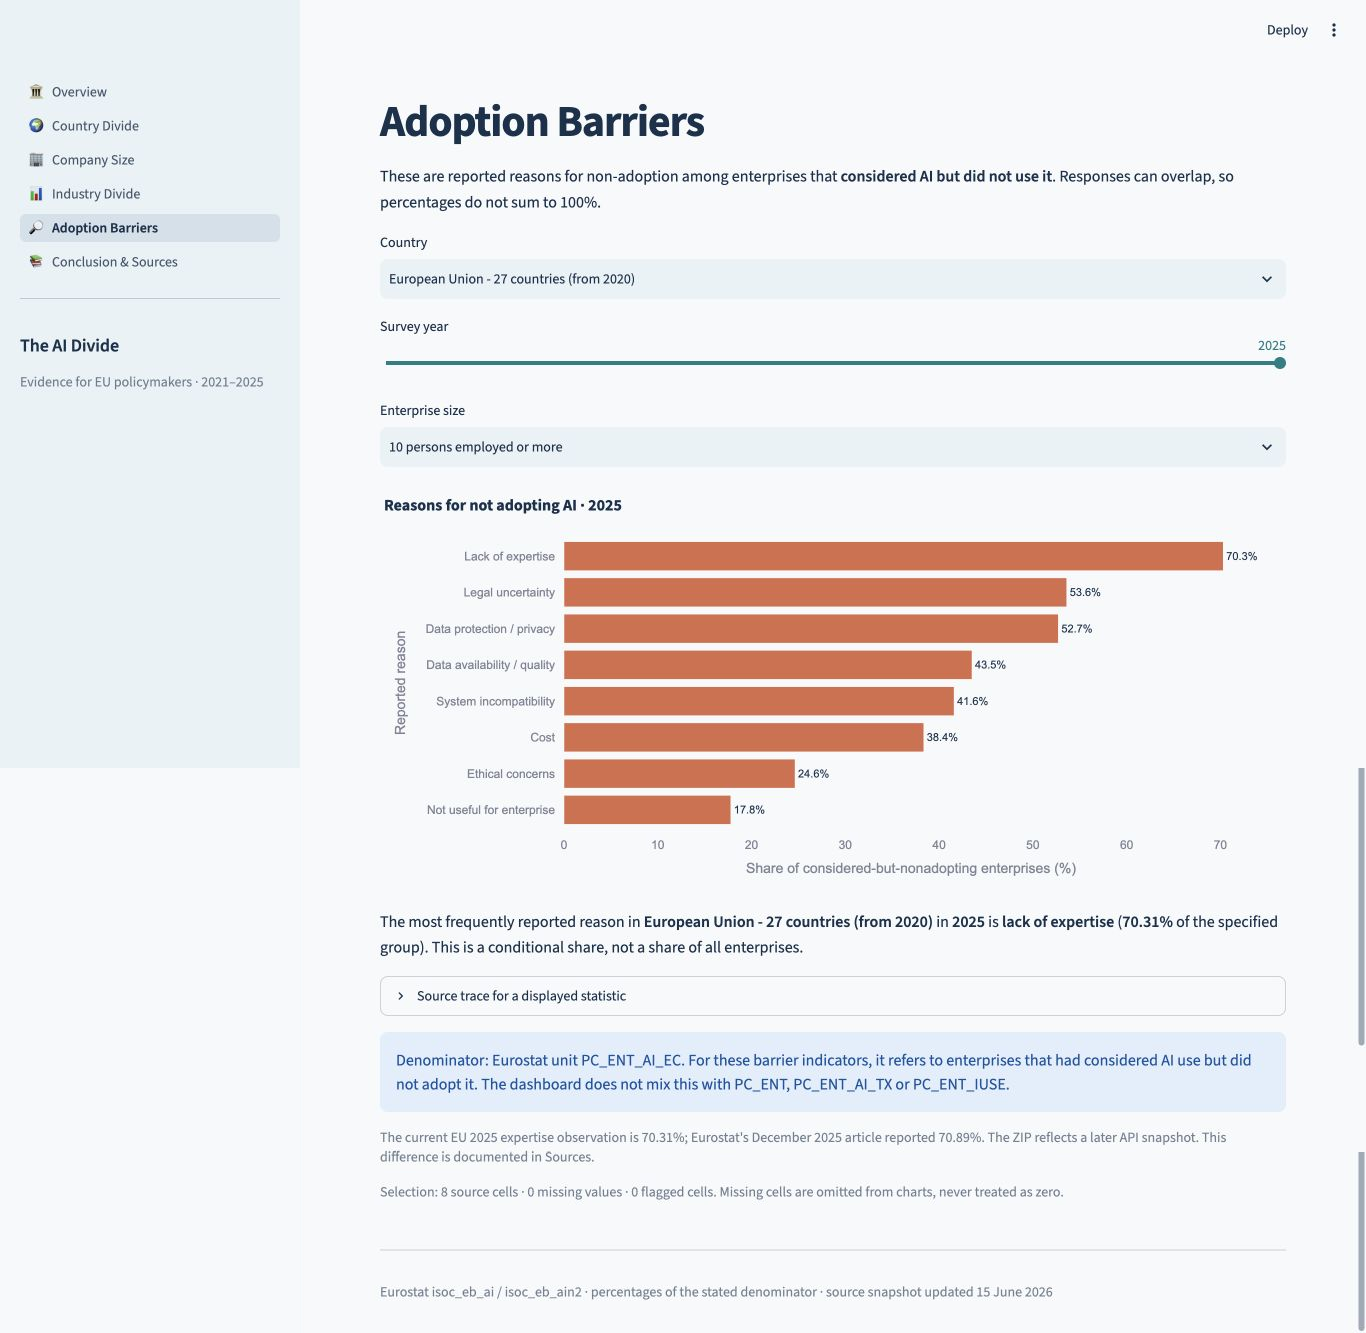 Deploy
Overview
Country Divide
Company Size
Industry Divide
Adoption Barriers
Conclusion & Sources
The AI Divide
Evidence for EU policymakers · 2021–2025
Adoption Barriers
These are reported reasons for non-adoption among enterprises that considered AI but did not use it. Responses can overlap, so
percentages do not sum to 100%.
Country
European Union - 27 countries (from 2020)
Survey year
2025
Enterprise size
10 persons employed or more
Reasons for not adopting AI · 2025
Reported reason
Lack of expertise 70.3%
Legal uncertainty 53.6%
Data protection / privacy 52.7%
Data availability / quality 43.5%
System incompatibility 41.6%
Cost 38.4%
Ethical concerns 24.6%
Not useful for enterprise 17.8%
0 10 20 30 40 50 60 70
Share of considered-but-nonadopting enterprises (%)
The most frequently reported reason in European Union - 27 countries (from 2020) in 2025 is lack of expertise (70.31% of the specified
group). This is a conditional share, not a share of all enterprises.
Source trace for a displayed statistic
Denominator: Eurostat unit PC_ENT_AI_EC. For these barrier indicators, it refers to enterprises that had considered AI use but did
not adopt it. The dashboard does not mix this with PC_ENT, PC_ENT_AI_TX or PC_ENT_IUSE.
The current EU 2025 expertise observation is 70.31%; Eurostat's December 2025 article reported 70.89%. The ZIP reflects a later API snapshot. This
difference is documented in Sources.
Selection: 8 source cells · 0 missing values · 0 flagged cells. Missing cells are omitted from charts, never treated as zero.
Eurostat isoc_eb_ai / isoc_eb_ain2 · percentages of the stated denominator · source snapshot updated 15 June 2026